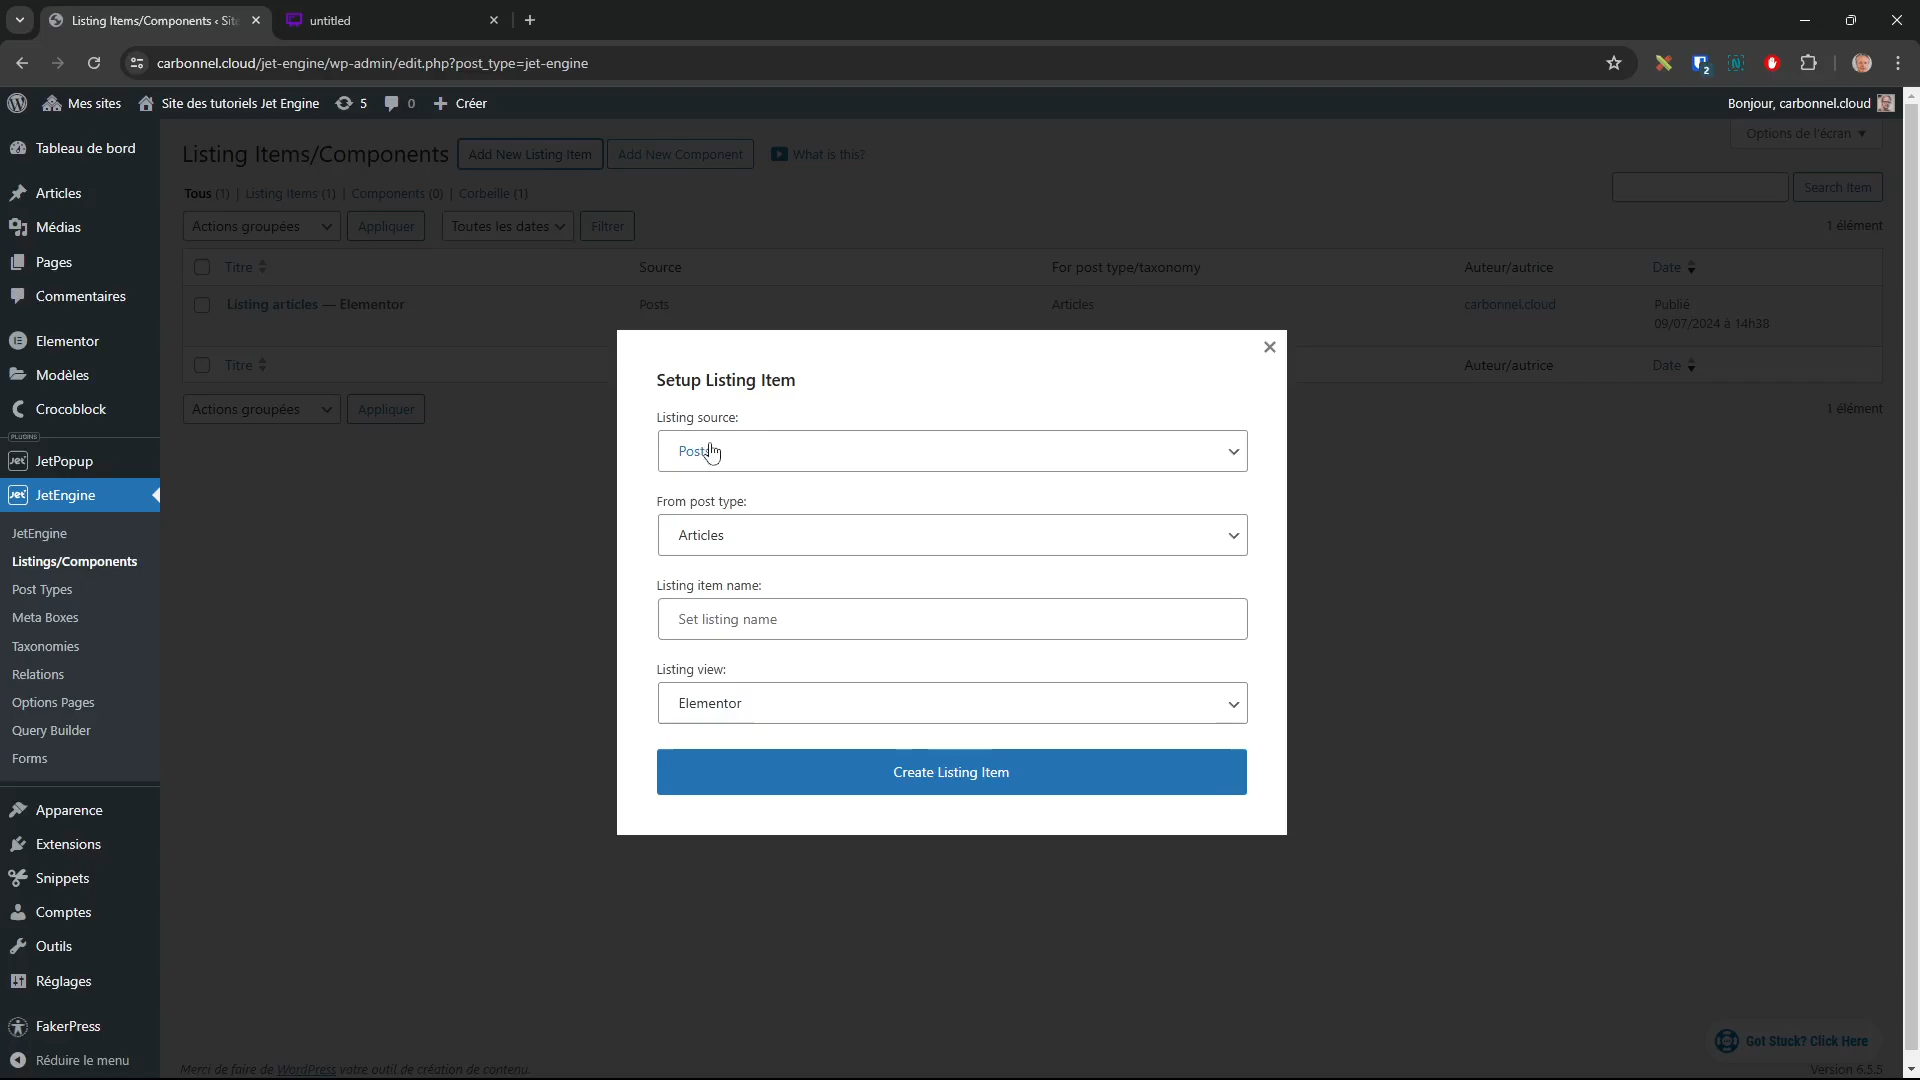 Listing Items/Components ‹ Sit
untitled
carbonnel.cloud/jet-engine/wp-admin/edit.php?post_type=jet-engine
2
Mes sites
Site des tutoriels Jet Engine
5
0
Créer
Bonjour, carbonnel.cloud
Tableau de bord
Articles
Médias
Pages
Commentaires
Elementor
Modèles
Crocoblock
PLUGINS
JetPopup
JetEngine
JetEngine
Listings/Components
Post Types
Meta Boxes
Taxonomies
Relations
Options Pages
Query Builder
Forms
Apparence
Extensions
Snippets
Comptes
Outils
Réglages
FakerPress
Réduire le menu
Options de l'écran ▼
Listing Items/Components
Add New Listing Item
Add New Component
What is this?
Tous (1) | Listing Items (1) | Components (0) | Corbeille (1)
Search Item
Actions groupées
Appliquer
Toutes les dates
Filtrer
1 élément
Titre
Source
For post type/taxonomy
Auteur/autrice
Date
Listing articles — Elementor
Posts
Articles
carbonnel.cloud
Publié
09/07/2024 à 14h38
Titre
Auteur/autrice
Date
Actions groupées
Appliquer
1 élément
Setup Listing Item
Listing source:
Posts
From post type:
Articles
Listing item name:
Set listing name
Listing view:
Elementor
Create Listing Item
Got Stuck? Click Here
Merci de faire de WordPress votre outil de création de contenu.
Version 6.5.5